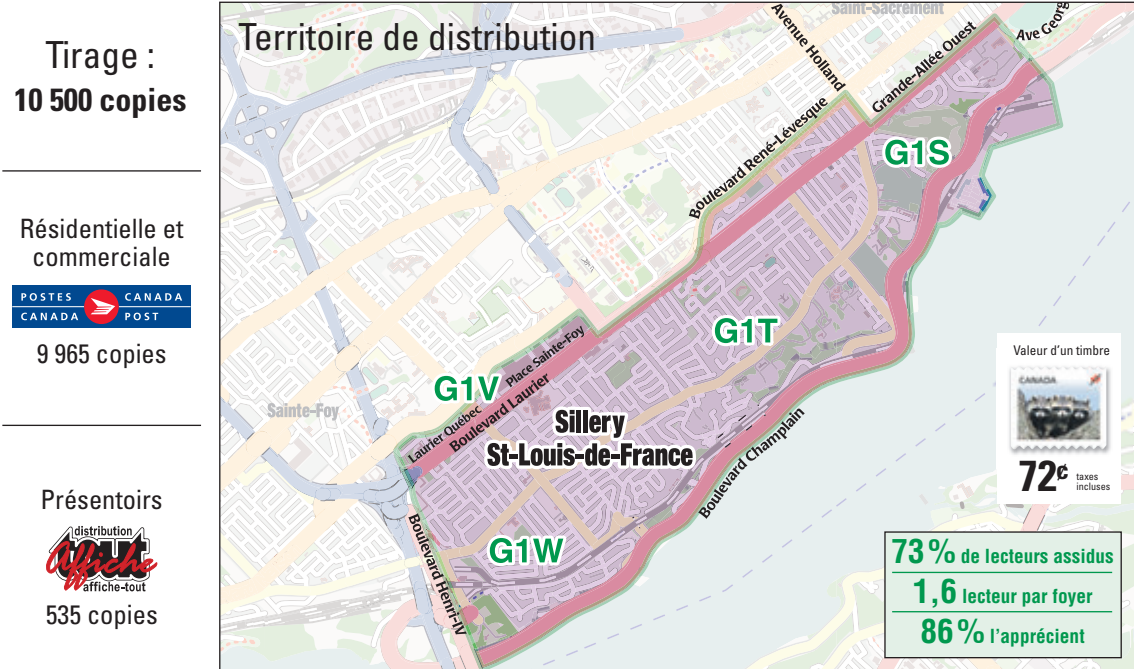 Tirage :
10 500 copies
Résidentielle et
commerciale
POSTES CANADA
CANADA POST
9 965 copies
Présentoirs
distribution
tout
Affiche
affiche-tout
535 copies
Territoire de distribution
Saint-Sacrement
Avenue Holland
Grande-Allée Ouest
Ave Georg
Boulevard René-Lévesque
G1S
G1T
Place Sainte-Foy
G1V
Laurier Québec
Boulevard Laurier
Sainte-Foy
Sillery
St-Louis-de-France
Boulevard Champlain
Boulevard Henri-IV
G1W
Valeur d'un timbre
CANADA
72¢ taxes
incluses
73 % de lecteurs assidus
1,6 lecteur par foyer
86 % l'apprécient